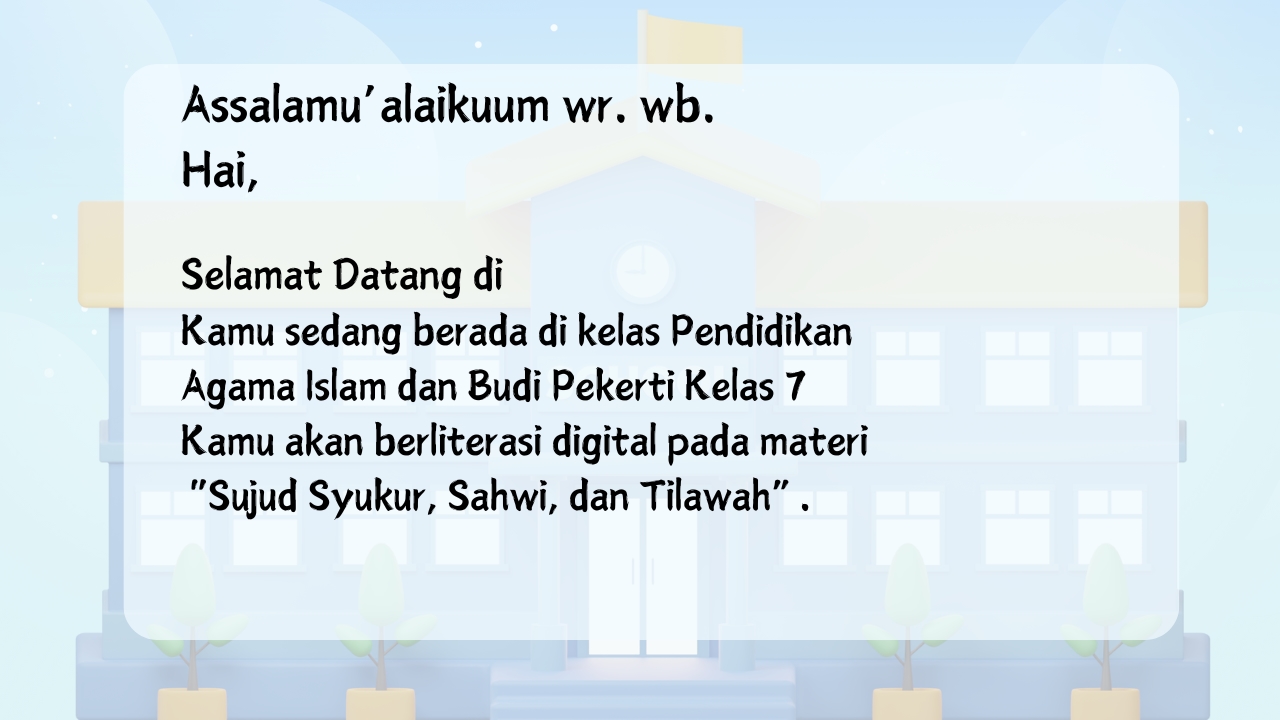 Assalamu'alaikuum wr. wb.
Hai,
Selamat Datang di
Kamu sedang berada di kelas Pendidikan
Agama Islam dan Budi Pekerti Kelas 7
Kamu akan berliterasi digital pada materi
"Sujud Syukur, Sahwi, dan Tilawah" .